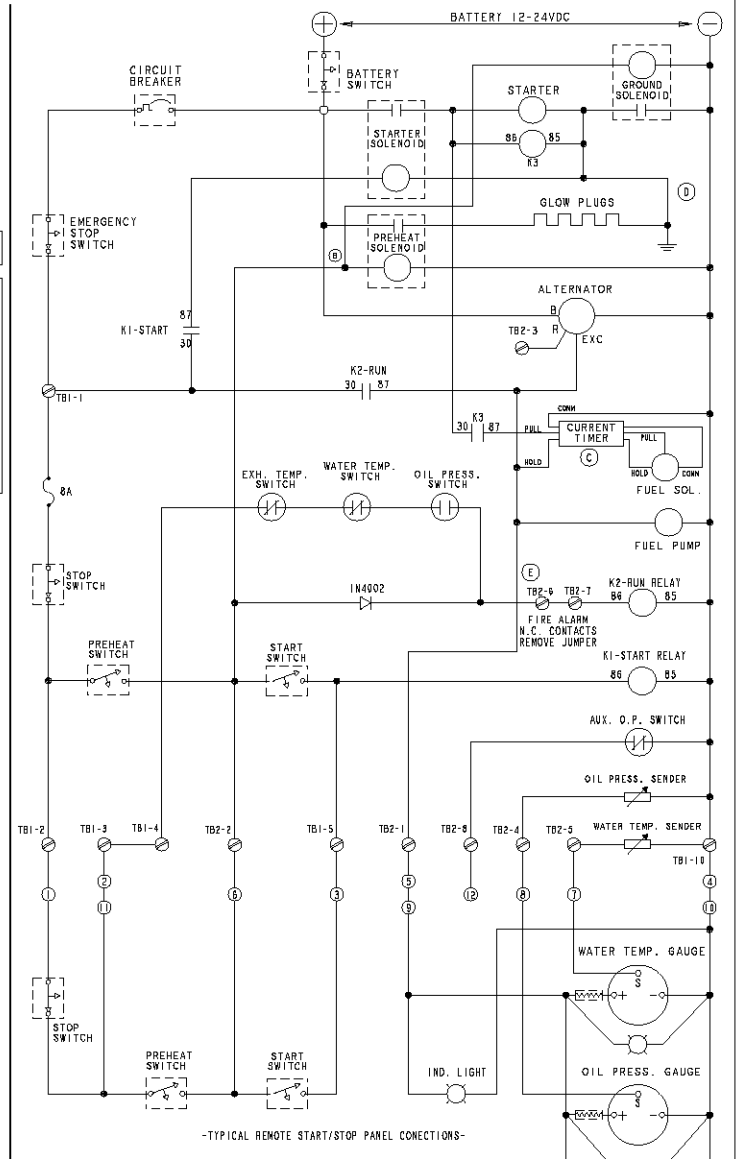 BATTERY 12-24VDC
+
−
CIRCUIT
BREAKER
BATTERY
SWITCH
STARTER
SOLENOID
STARTER
86
85
K3
GROUND
SOLENOID
D
EMERGENCY
STOP
SWITCH
GLOW PLUGS
B
PREHEAT
SOLENOID
ALTERNATOR
B
R
EXC
TB2-3
K1-START
87
30
K2-RUN
30
87
TB1-1
CONN
K3
30
87
PULL
CURRENT
TIMER
PULL
HOLD
C
HOLD
CONN
FUEL SOL.
8A
EXH. TEMP.
SWITCH
WATER TEMP.
SWITCH
OIL PRESS.
SWITCH
FUEL PUMP
STOP
SWITCH
1N4002
E
TB2-6
TB2-7
K2-RUN RELAY
86
85
FIRE ALARM
N.C. CONTACTS
REMOVE JUMPER
PREHEAT
SWITCH
START
SWITCH
K1-START RELAY
86
85
AUX. O.P. SWITCH
OIL PRESS. SENDER
TB1-2
TB1-3
TB1-4
TB2-2
TB1-5
TB2-1
TB2-8
TB2-4
TB2-5
WATER TEMP. SENDER
TB1-10
1
2
11
6
3
5
9
12
8
7
4
10
WATER TEMP. GAUGE
S
+
-
STOP
SWITCH
PREHEAT
SWITCH
START
SWITCH
IND. LIGHT
OIL PRESS. GAUGE
S
+
-
-TYPICAL REMOTE START/STOP PANEL CONECTIONS-